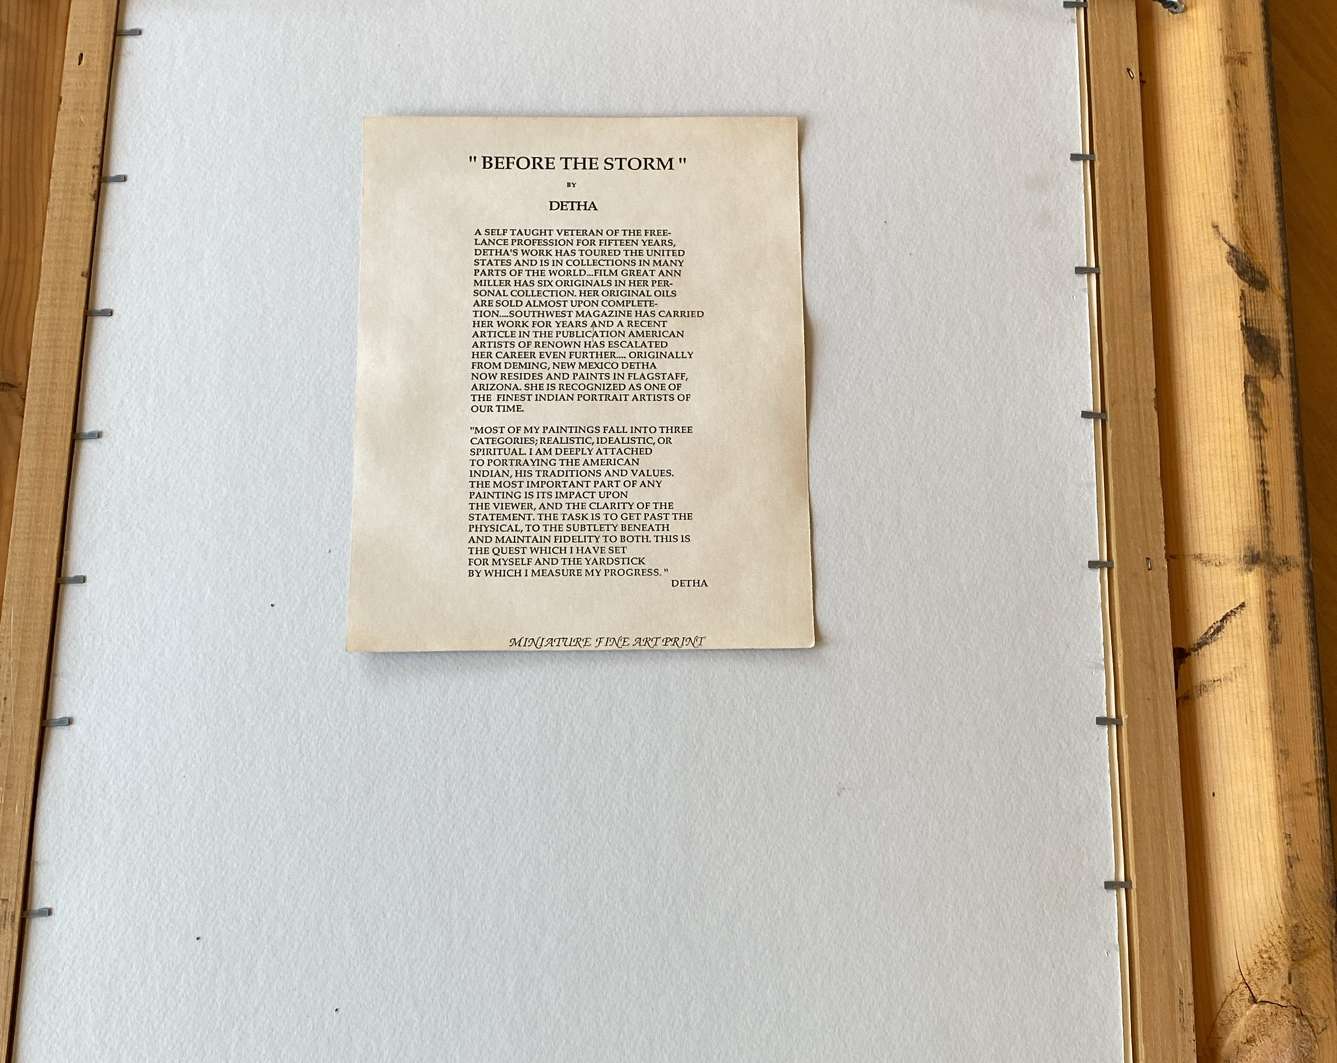 " BEFORE THE STORM "
BY
DETHA
A SELF TAUGHT VETERAN OF THE FREE-
LANCE PROFESSION FOR FIFTEEN YEARS,
DETHA'S WORK HAS TOURED THE UNITED
STATES AND IS IN COLLECTIONS IN MANY
PARTS OF THE WORLD...FILM GREAT ANN
MILLER HAS SIX ORIGINALS IN HER PER-
SONAL COLLECTION. HER ORIGINAL OILS
ARE SOLD ALMOST UPON COMPLETE-
TION....SOUTHWEST MAGAZINE HAS CARRIED
HER WORK FOR YEARS AND A RECENT
ARTICLE IN THE PUBLICATION AMERICAN
ARTISTS OF RENOWN HAS ESCALATED
HER CAREER EVEN FURTHER.... ORIGINALLY
FROM DEMING, NEW MEXICO DETHA
NOW RESIDES AND PAINTS IN FLAGSTAFF,
ARIZONA. SHE IS RECOGNIZED AS ONE OF
THE FINEST INDIAN PORTRAIT ARTISTS OF
OUR TIME.
"MOST OF MY PAINTINGS FALL INTO THREE
CATEGORIES; REALISTIC, IDEALISTIC, OR
SPIRITUAL. I AM DEEPLY ATTACHED
TO PORTRAYING THE AMERICAN
INDIAN, HIS TRADITIONS AND VALUES.
THE MOST IMPORTANT PART OF ANY
PAINTING IS ITS IMPACT UPON
THE VIEWER, AND THE CLARITY OF THE
STATEMENT. THE TASK IS TO GET PAST THE
PHYSICAL, TO THE SUBTLETY BENEATH
AND MAINTAIN FIDELITY TO BOTH. THIS IS
THE QUEST WHICH I HAVE SET
FOR MYSELF AND THE YARDSTICK
BY WHICH I MEASURE MY PROGRESS. "
DETHA
MINIATURE FINE ART PRINT